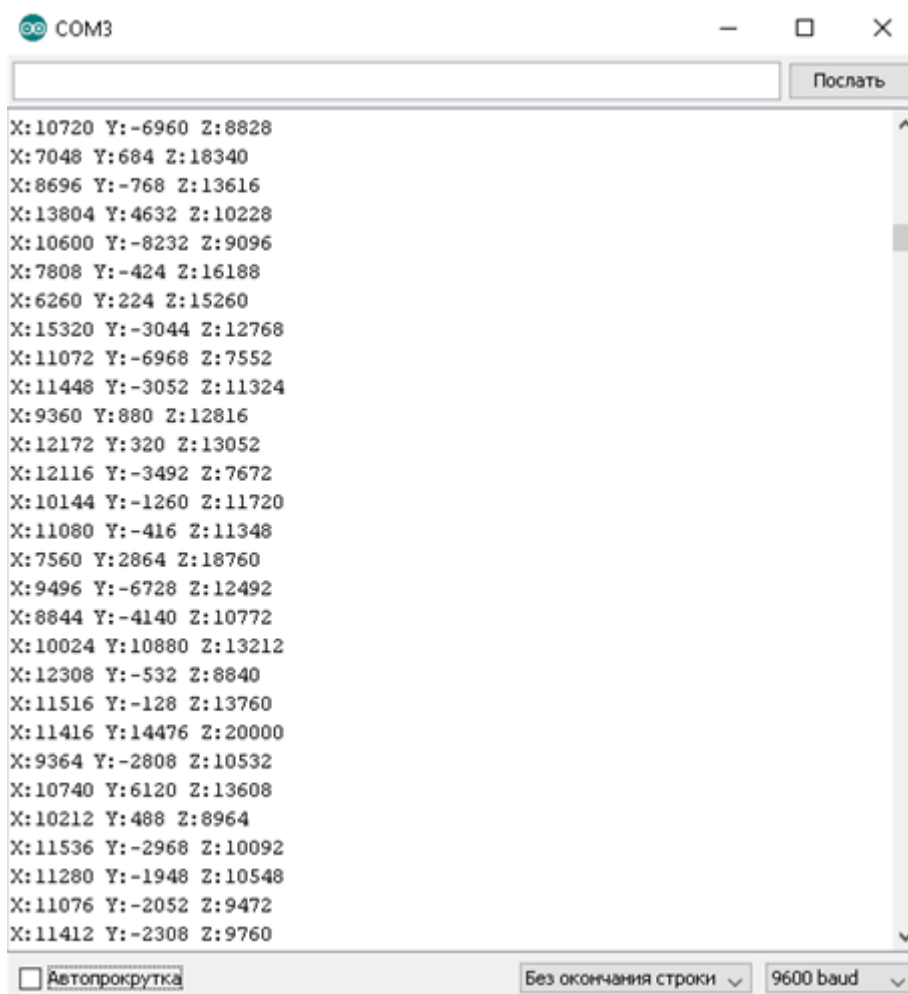 COM3
Послать
X:10720 Y:-6960 Z:8828
X:7048 Y:684 Z:18340
X:8696 Y:-768 Z:13616
X:13804 Y:4632 Z:10228
X:10600 Y:-8232 Z:9096
X:7808 Y:-424 Z:16188
X:6260 Y:224 Z:15260
X:15320 Y:-3044 Z:12768
X:11072 Y:-6968 Z:7552
X:11448 Y:-3052 Z:11324
X:9360 Y:880 Z:12816
X:12172 Y:320 Z:13052
X:12116 Y:-3492 Z:7672
X:10144 Y:-1260 Z:11720
X:11080 Y:-416 Z:11348
X:7560 Y:2864 Z:18760
X:9496 Y:-6728 Z:12492
X:8844 Y:-4140 Z:10772
X:10024 Y:10880 Z:13212
X:12308 Y:-532 Z:8840
X:11516 Y:-128 Z:13760
X:11416 Y:14476 Z:20000
X:9364 Y:-2808 Z:10532
X:10740 Y:6120 Z:13608
X:10212 Y:488 Z:8964
X:11536 Y:-2968 Z:10092
X:11280 Y:-1948 Z:10548
X:11076 Y:-2052 Z:9472
X:11412 Y:-2308 Z:9760
Автопрокрутка Без окончания строки 9600 baud